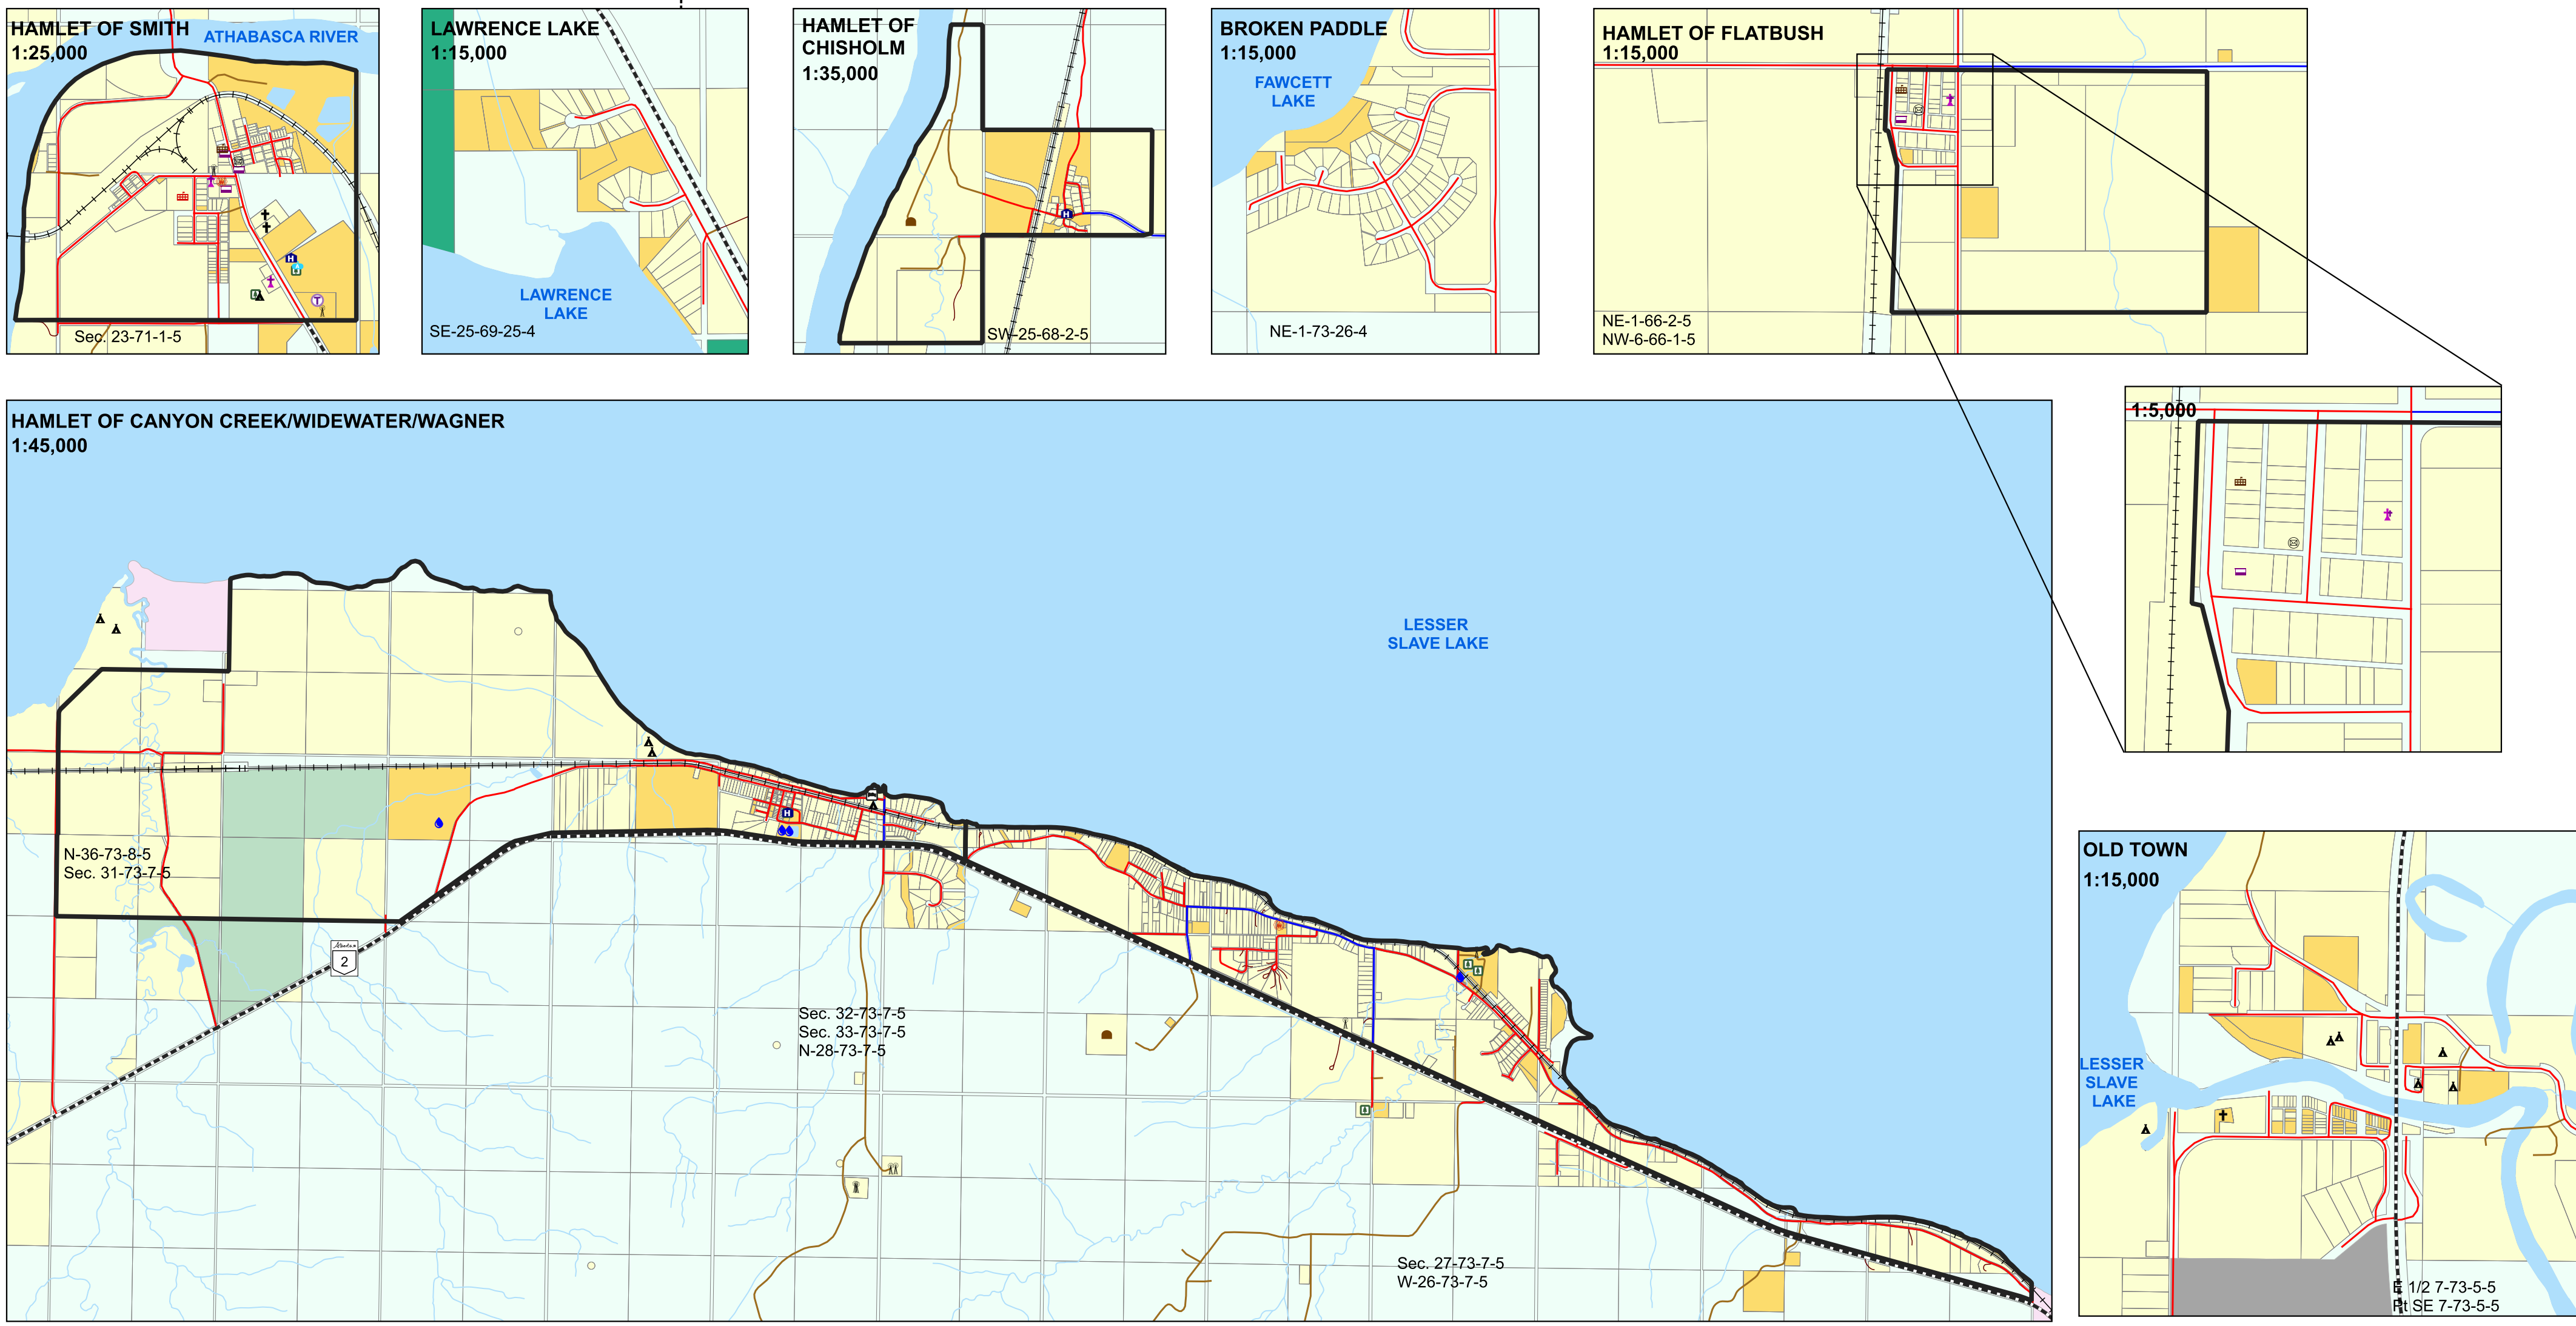 HAMLET OF SMITH
1:25,000
ATHABASCA RIVER
Sec. 23-71-1-5
LAWRENCE LAKE
1:15,000
LAWRENCE
LAKE
SE-25-69-25-4
HAMLET OF
CHISHOLM
1:35,000
H
SW-25-68-2-5
BROKEN PADDLE
1:15,000
FAWCETT
LAKE
NE-1-73-26-4
HAMLET OF FLATBUSH
1:15,000
NE-1-66-2-5
NW-6-66-1-5
1:5,000
HAMLET OF CANYON CREEK/WIDEWATER/WAGNER
1:45,000
LESSER
SLAVE LAKE
H
N-36-73-8-5
Sec. 31-73-7-5
Alberta
2
Sec. 32-73-7-5
Sec. 33-73-7-5
N-28-73-7-5
Sec. 27-73-7-5
W-26-73-7-5
OLD TOWN
1:15,000
LESSER
SLAVE
LAKE
E 1/2 7-73-5-5
Pt SE 7-73-5-5